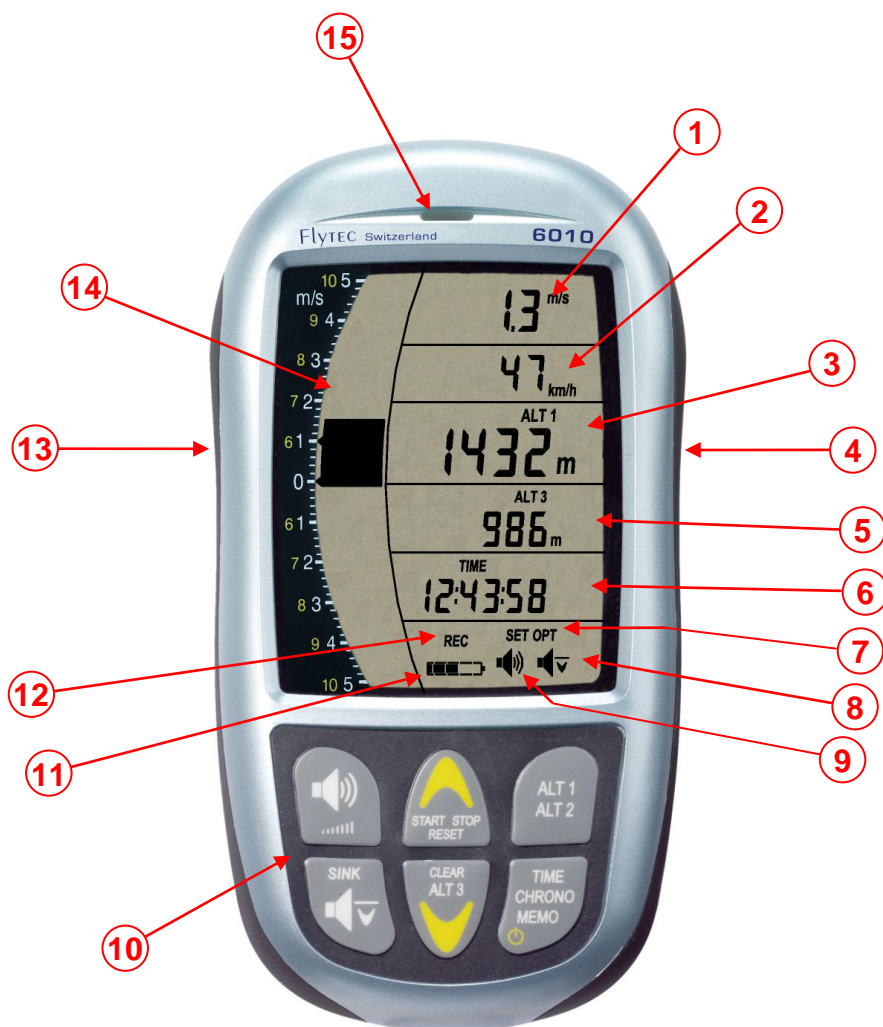 15
1
2
FLYTEC Switzerland 6010
14
10 5
m/s
9 4
8 3
7 2
6 1
0
6 1
7 2
8 3
9 4
10 5
1.3 m/s
47 km/h
3
ALT 1
1432 m
13
4
ALT 3
986 m
5
TIME
12:43:58
6
REC
SET OPT
7
12
8
11
9
START STOP
RESET
ALT 1
ALT 2
SINK
CLEAR
ALT 3
TIME
CHRONO
MEMO
10